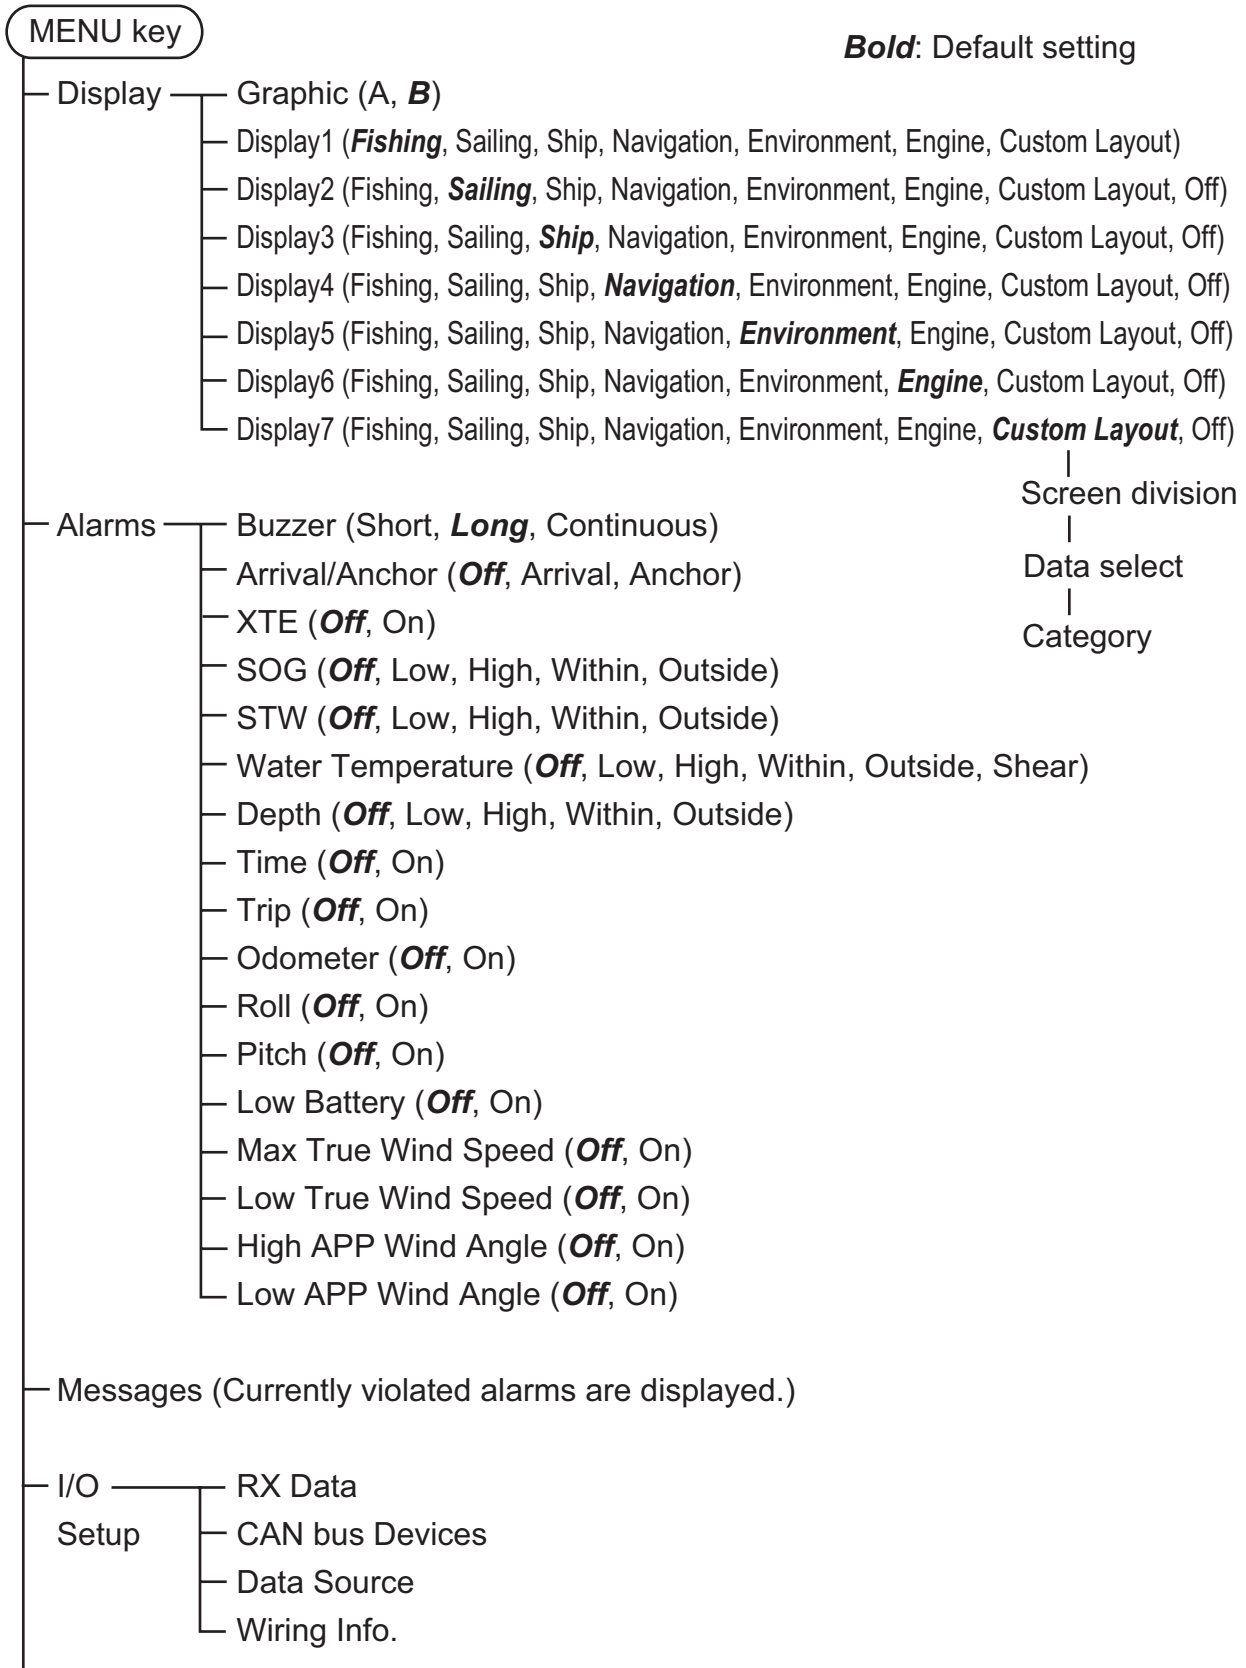 MENU key
Bold: Default setting
Display
Graphic (A, B)
Display1 (Fishing, Sailing, Ship, Navigation, Environment, Engine, Custom Layout)
Display2 (Fishing, Sailing, Ship, Navigation, Environment, Engine, Custom Layout, Off)
Display3 (Fishing, Sailing, Ship, Navigation, Environment, Engine, Custom Layout, Off)
Display4 (Fishing, Sailing, Ship, Navigation, Environment, Engine, Custom Layout, Off)
Display5 (Fishing, Sailing, Ship, Navigation, Environment, Engine, Custom Layout, Off)
Display6 (Fishing, Sailing, Ship, Navigation, Environment, Engine, Custom Layout, Off)
Display7 (Fishing, Sailing, Ship, Navigation, Environment, Engine, Custom Layout, Off)
Screen division
Data select
Category
Alarms
Buzzer (Short, Long, Continuous)
Arrival/Anchor (Off, Arrival, Anchor)
XTE (Off, On)
SOG (Off, Low, High, Within, Outside)
STW (Off, Low, High, Within, Outside)
Water Temperature (Off, Low, High, Within, Outside, Shear)
Depth (Off, Low, High, Within, Outside)
Time (Off, On)
Trip (Off, On)
Odometer (Off, On)
Roll (Off, On)
Pitch (Off, On)
Low Battery (Off, On)
Max True Wind Speed (Off, On)
Low True Wind Speed (Off, On)
High APP Wind Angle (Off, On)
Low APP Wind Angle (Off, On)
Messages (Currently violated alarms are displayed.)
I/O
Setup
RX Data
CAN bus Devices
Data Source
Wiring Info.